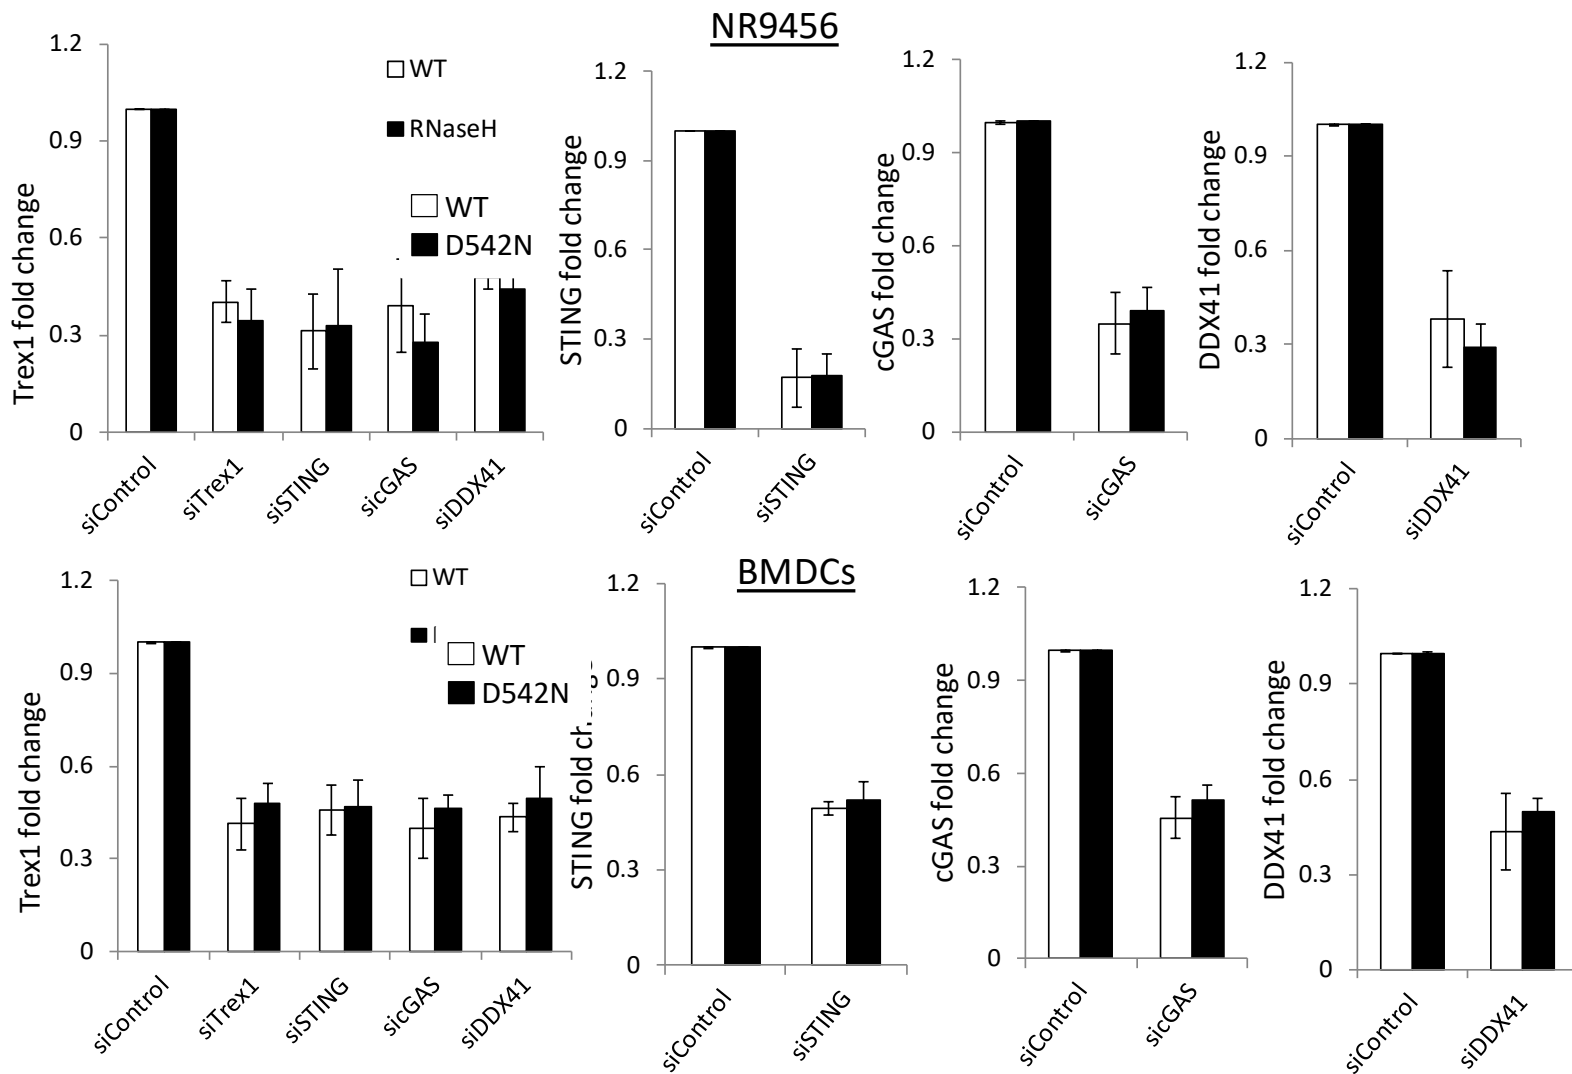 NR9456
1.2
0.9
0.6
0.3
0
Trex1 fold change
WT
RNaseH
WT
D542N
siControl
siTrex1
siSTING
sicGAS
siDDX41
1.2
0.9
0.6
0.3
0
STING fold change
siControl
siSTING
1.2
0.9
0.6
0.3
0
cGAS fold change
siControl
sicGAS
1.2
0.9
0.6
0.3
0
DDX41 fold change
siControl
siDDX41
BMDCs
1.2
0.9
0.6
0.3
0
Trex1 fold change
WT
WT
D542N
siControl
siTrex1
siSTING
sicGAS
siDDX41
1.2
0.9
0.6
0.3
0
STING fold
siControl
siSTING
1.2
0.9
0.6
0.3
0
cGAS fold change
siControl
sicGAS
1.2
0.9
0.6
0.3
0
DDX41 fold change
siControl
siDDX41